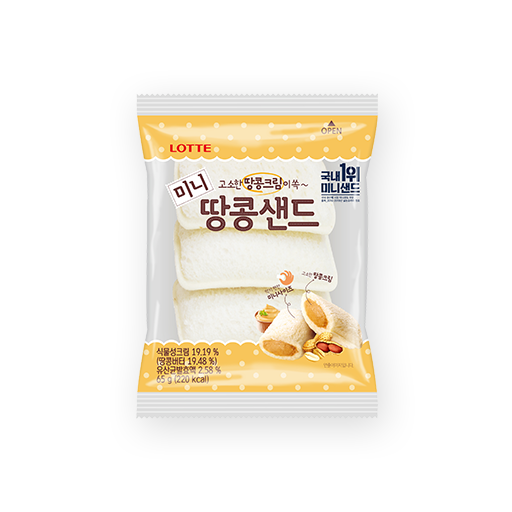 OPEN
LOTTE
미니
고소한 땅콩크림이 쏙~
땅콩샌드
국내 1위
미니샌드
고소한 땅콩크림
미니사이즈
식물성크림 19.19 %
(땅콩버터 19.48 %)
유산균발효액 2.58 %
65 g (220 kcal)